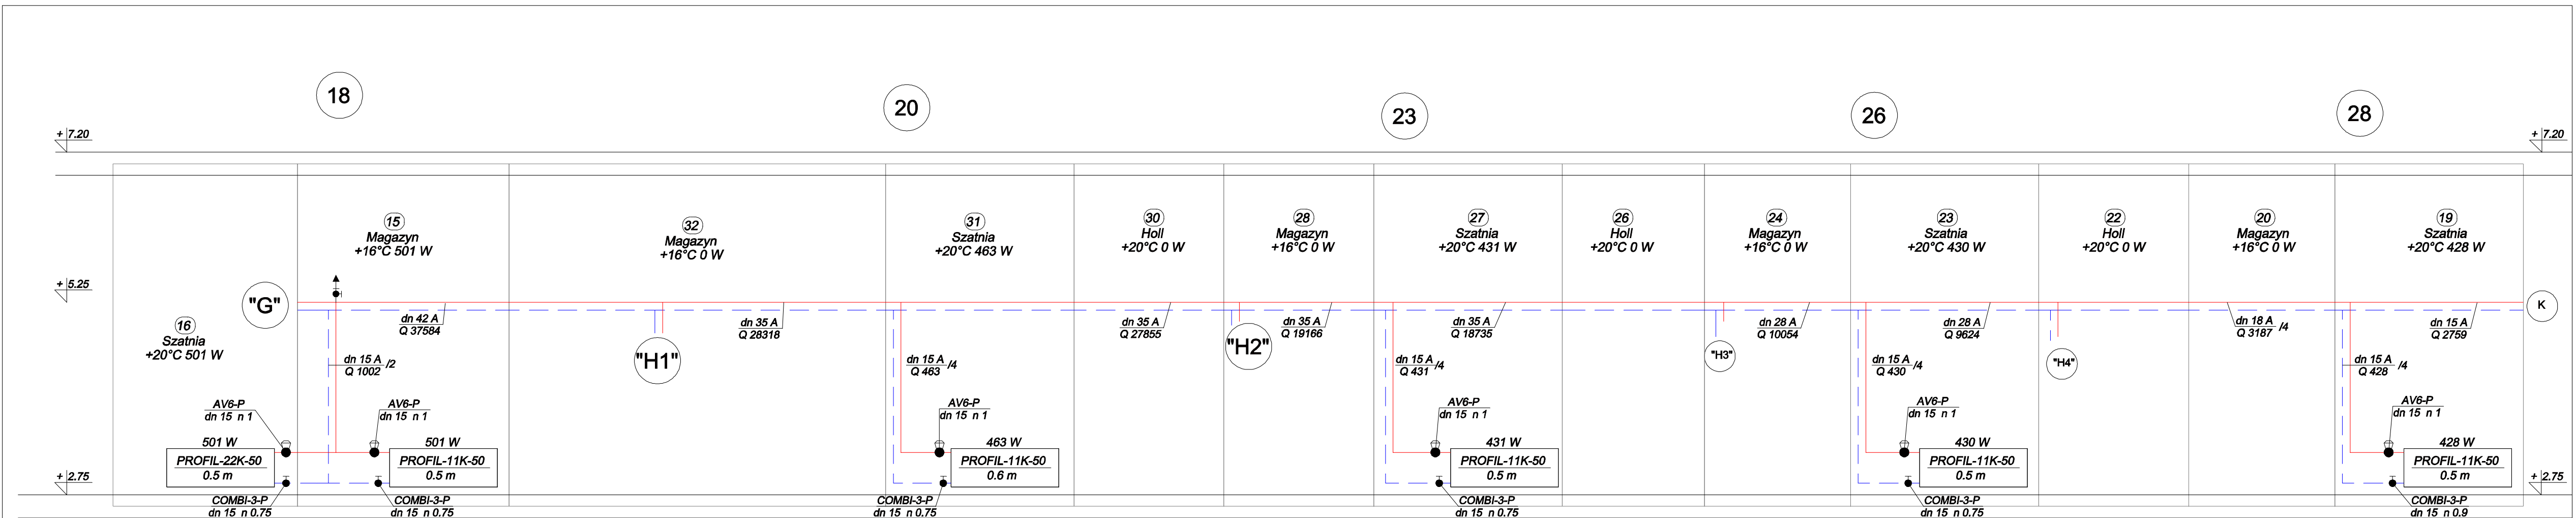 18
20
23
26
28
+ 7.20
+ 7.20
15
Magazyn
+16°C 501 W
32
Magazyn
+16°C 0 W
31
Szatnia
+20°C 463 W
30
Holl
+20°C 0 W
28
Magazyn
+16°C 0 W
27
Szatnia
+20°C 431 W
26
Holl
+20°C 0 W
24
Magazyn
+16°C 0 W
23
Szatnia
+20°C 430 W
22
Holl
+20°C 0 W
20
Magazyn
+16°C 0 W
19
Szatnia
+20°C 428 W
+ 5.25
"G"
K
16
Szatnia
+20°C 501 W
dn 42 A
Q 37584
dn 35 A
Q 28318
dn 35 A
Q 27855
dn 35 A
Q 19166
dn 35 A
Q 18735
dn 28 A
Q 10054
dn 28 A
Q 9624
dn 18 A /4
Q 3187
dn 15 A
Q 2759
"H1"
"H2"
"H3"
"H4"
dn 15 A /2
Q 1002
dn 15 A /4
Q 463
dn 15 A /4
Q 431
dn 15 A /4
Q 430
dn 15 A /4
Q 428
AV6-P
dn 15 n 1
AV6-P
dn 15 n 1
AV6-P
dn 15 n 1
AV6-P
dn 15 n 1
AV6-P
dn 15 n 1
AV6-P
dn 15 n 1
501 W
PROFIL-22K-50
0.5 m
501 W
PROFIL-11K-50
0.5 m
463 W
PROFIL-11K-50
0.6 m
431 W
PROFIL-11K-50
0.5 m
430 W
PROFIL-11K-50
0.5 m
428 W
PROFIL-11K-50
0.5 m
+ 2.75
+ 2.75
COMBI-3-P
dn 15 n 0.75
COMBI-3-P
dn 15 n 0.75
COMBI-3-P
dn 15 n 0.75
COMBI-3-P
dn 15 n 0.75
COMBI-3-P
dn 15 n 0.75
COMBI-3-P
dn 15 n 0.9